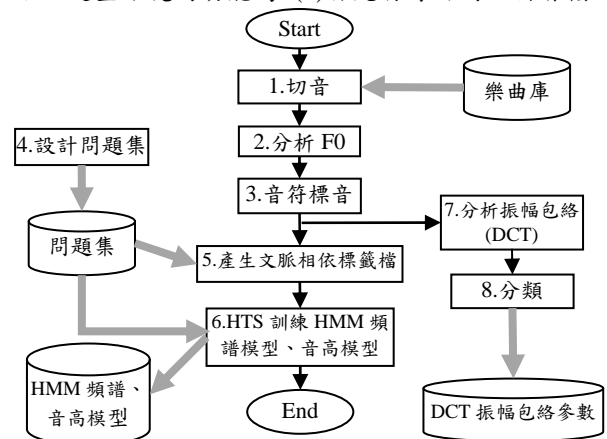 Start
1.切音
樂曲庫
2.分析 F0
4.設計問題集
3.音符標音
7.分析振幅包絡
(DCT)
問題集
5.產生文脈相依標籤檔
8.分類
6.HTS 訓練 HMM 頻
譜模型、音高模型
HMM 頻譜、
音高模型
End
DCT 振幅包絡參數